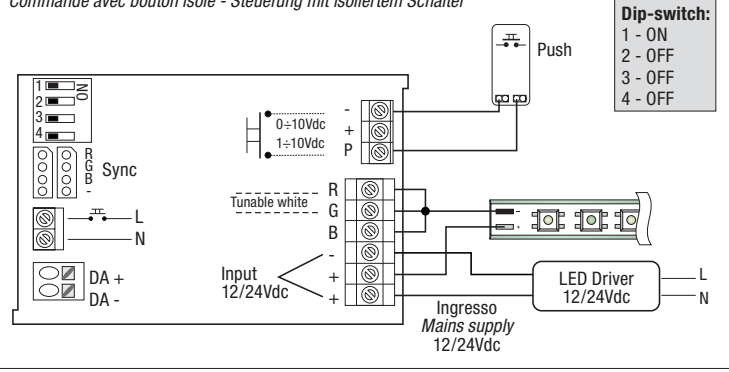 Commande avec bouton isolé - Steuerung mit isoliertem Schalter
Dip-switch:
1 - ON
2 - OFF
3 - OFF
4 - OFF
Push
1
2
3
4
ON
R
G
B
-
Sync
L
N
DA +
DA -
0÷10Vdc
1÷10Vdc
-
+
P
Tunable white
R
G
B
-
+
+
Input
12/24Vdc
-
+
LED Driver
12/24Vdc
L
N
Ingresso
Mains supply
12/24Vdc